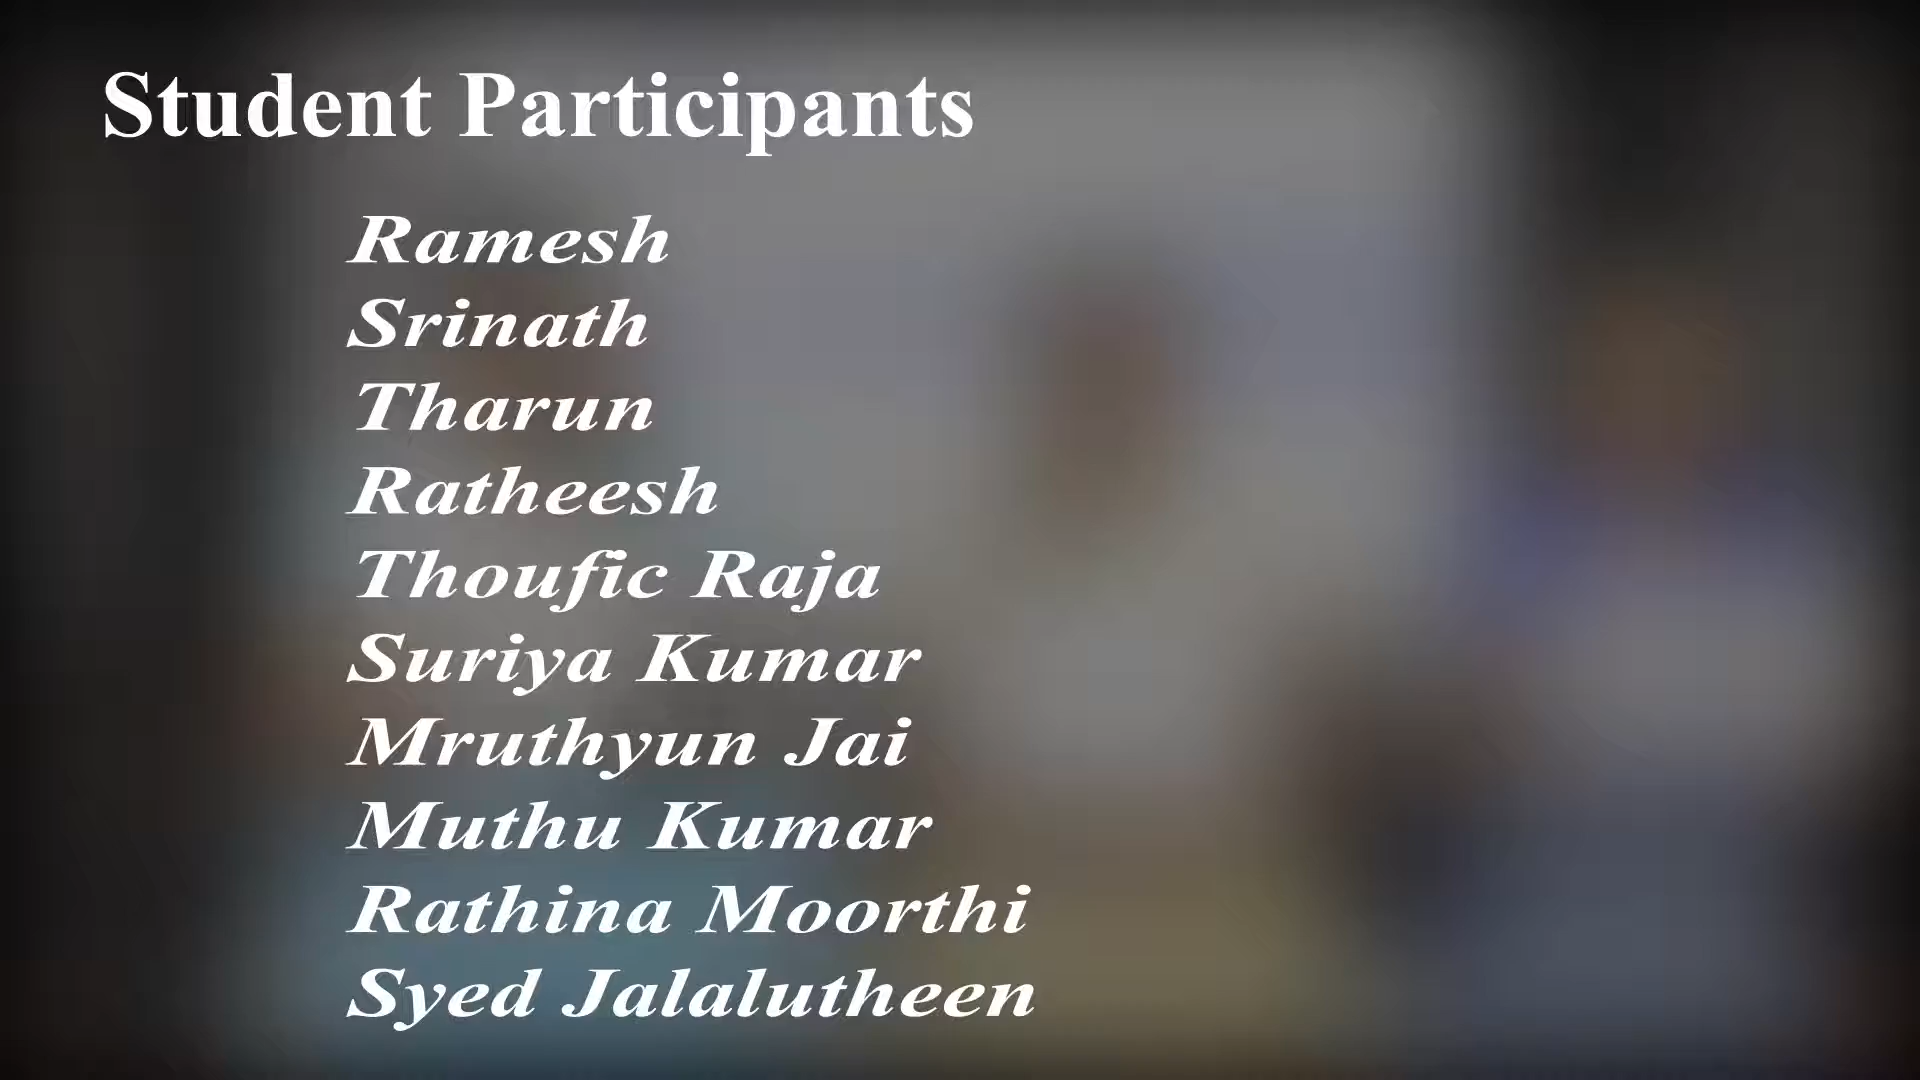 Student Participants
Ramesh
Srinath
Tharun
Ratheesh
Thoufic Raja
Suriya Kumar
Mruthyun Jai
Muthu Kumar
Rathina Moorthi
Syed Jalalutheen